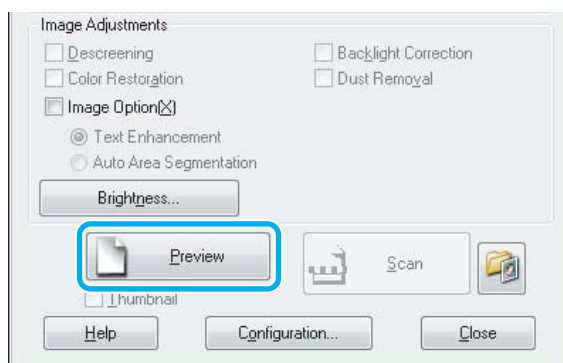 Image Adjustments
Descreening Backlight Correction
Color Restoration Dust Removal
Image Option(X)
Text Enhancement
Auto Area Segmentation
Brightness...
Preview Scan
Thumbnail
Help Configuration... Close